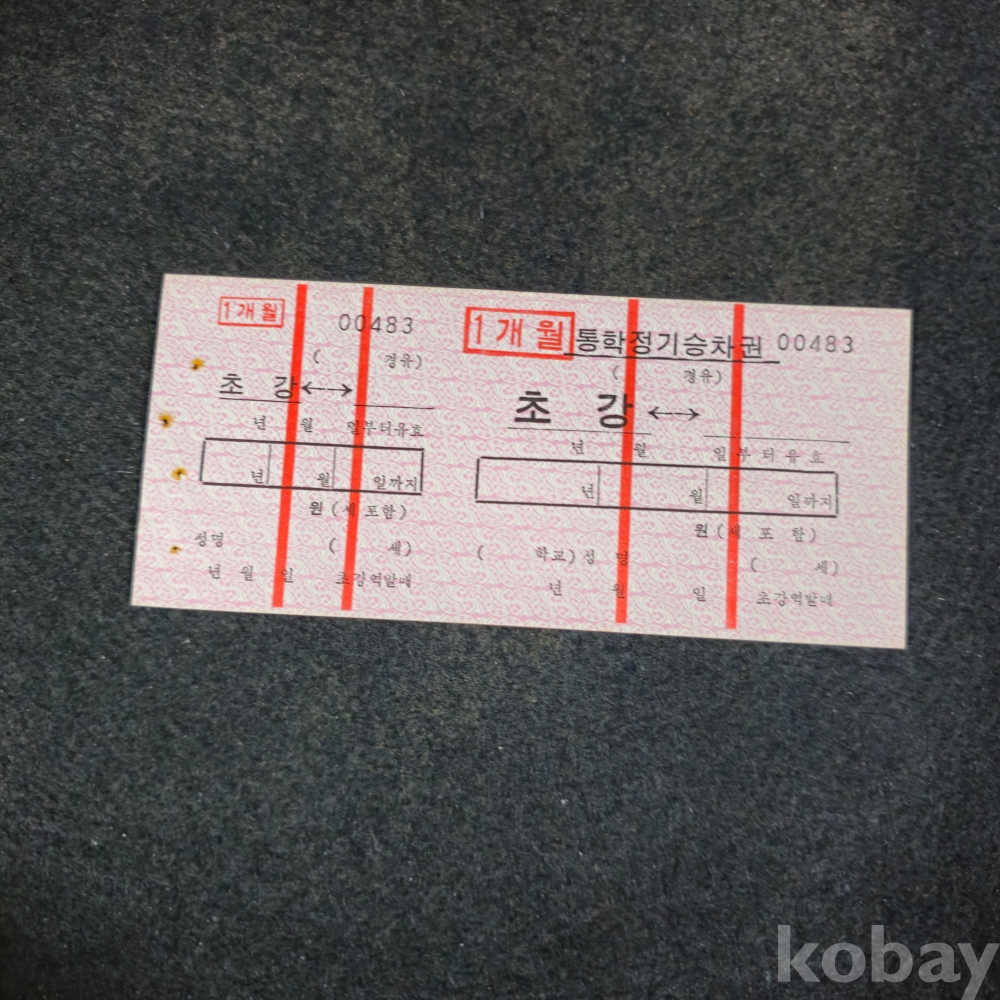 1개월 00483
( 경유)
초 강 ←→
년 월 일부터유효
년 월 일까지
원 (세 포함)
성명 ( 세)
년 월 일 초강역발매
1개월 통학정기승차권 00483
( 경유)
초 강 ←→
년 월 일부터유효
년 월 일까지
원 (세 포 함)
( 학교) 성 명 ( 세)
년 월 일 초강역발매
kobay